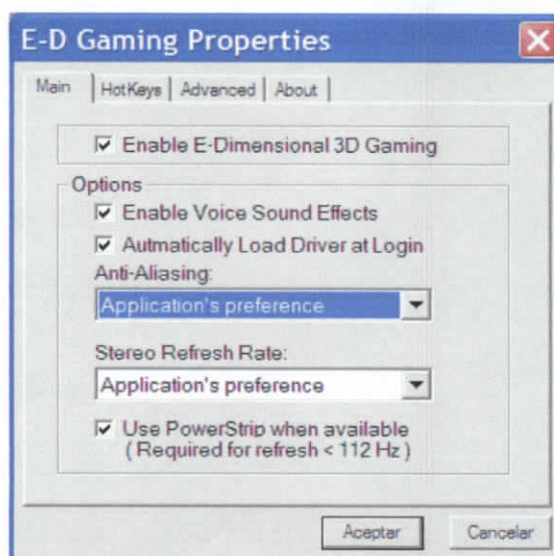 E-D Gaming Properties
Main HotKeys Advanced About
Enable E-Dimensional 3D Gaming
Options
Enable Voice Sound Effects
Autmatically Load Driver at Login
Anti-Aliasing:
Application's preference
Stereo Refresh Rate:
Application's preference
Use PowerStrip when available
( Required for refresh < 112 Hz )
Aceptar Cancelar